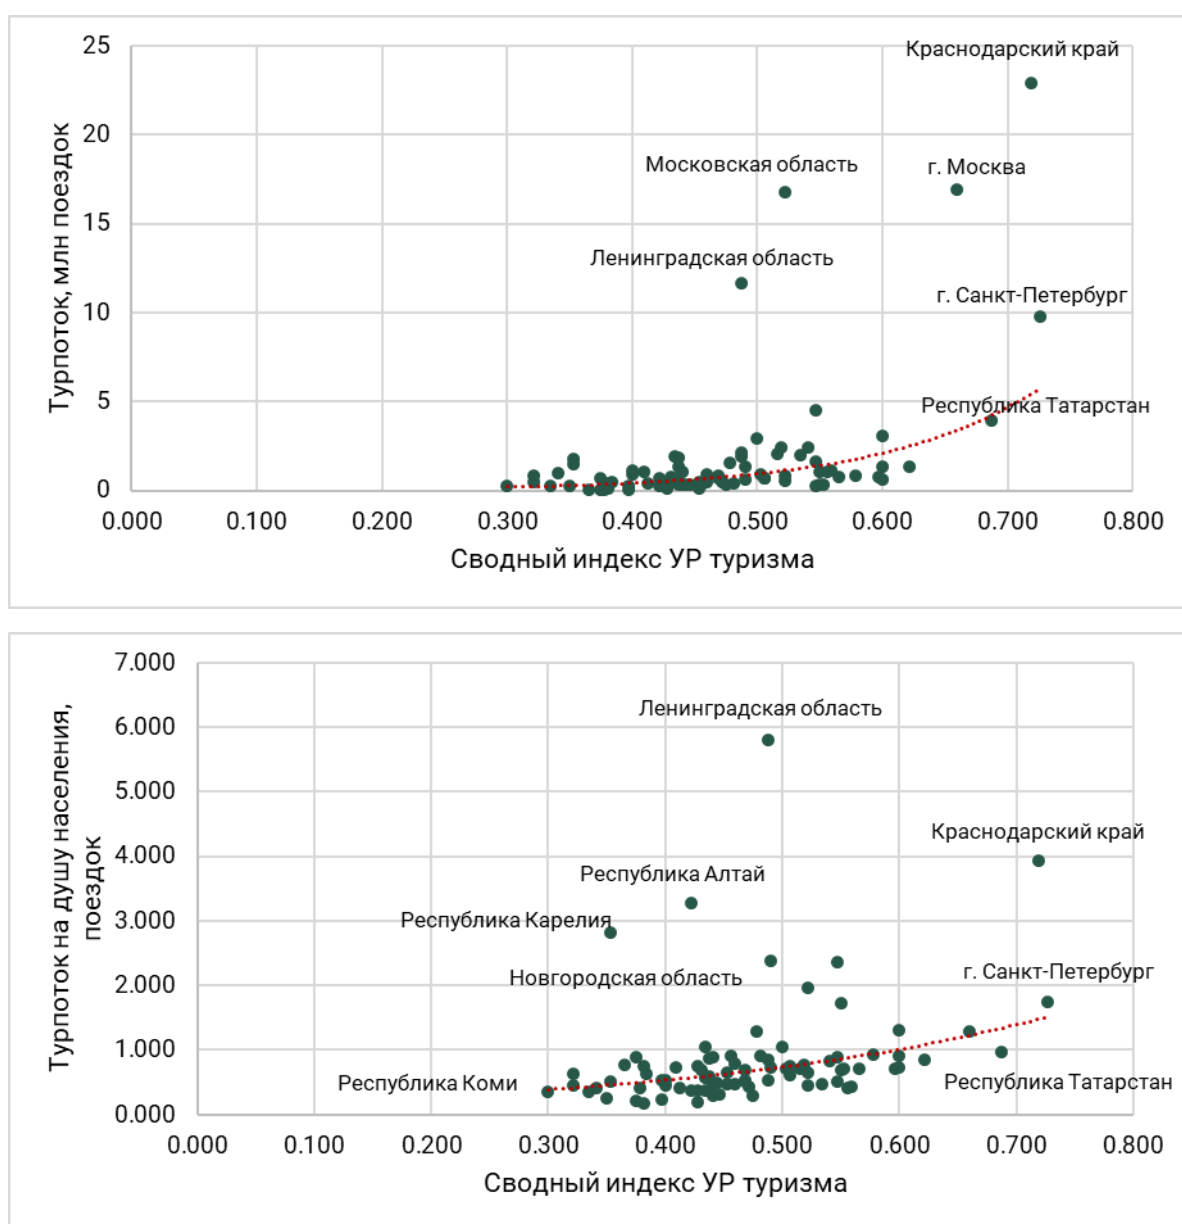 25
Краснодарский край
20
Московская область
г. Москва
15
Ленинградская область
г. Санкт-Петербург
10
5
Республика Татарстан
0
0.000 0.100 0.200 0.300 0.400 0.500 0.600 0.700 0.800
Турпоток, млн поездок
Сводный индекс УР туризма
7.000
Ленинградская область
6.000
5.000
Краснодарский край
4.000
Республика Алтай
3.000
Республика Карелия
Новгородская область
г. Санкт-Петербург
2.000
1.000
Республика Коми
Республика Татарстан
0.000
0.000 0.100 0.200 0.300 0.400 0.500 0.600 0.700 0.800
Турпоток на душу населения,
поездок
Сводный индекс УР туризма